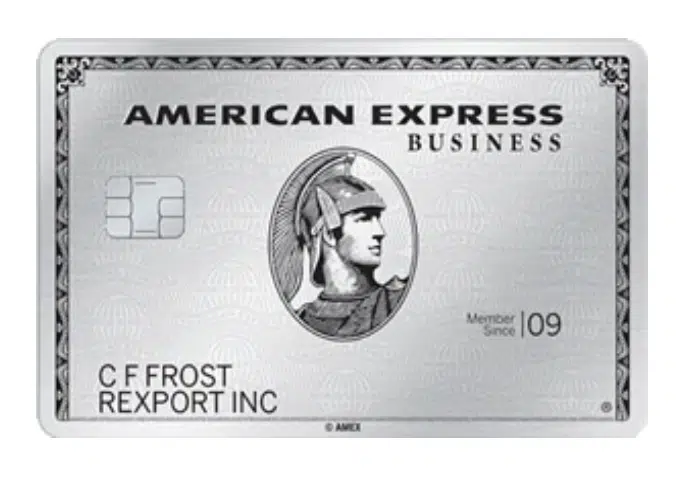 AMERICAN EXPRESS
BUSINESS
Member
Since 09
C F FROST
REXPORT INC
®
© AMEX